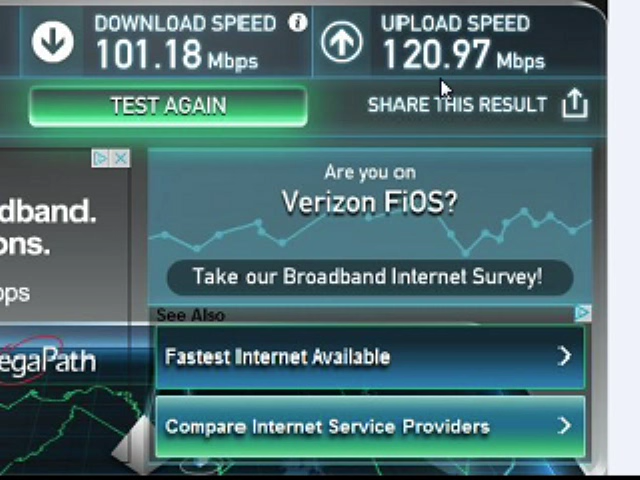 DOWNLOAD SPEED
101.18 Mbps
UPLOAD SPEED
120.97 Mbps
TEST AGAIN
SHARE THIS RESULT
dband.
ons.
ops
egaPath
Are you on
Verizon FiOS?
Take our Broadband Internet Survey!
See Also
Fastest Internet Available
Compare Internet Service Providers